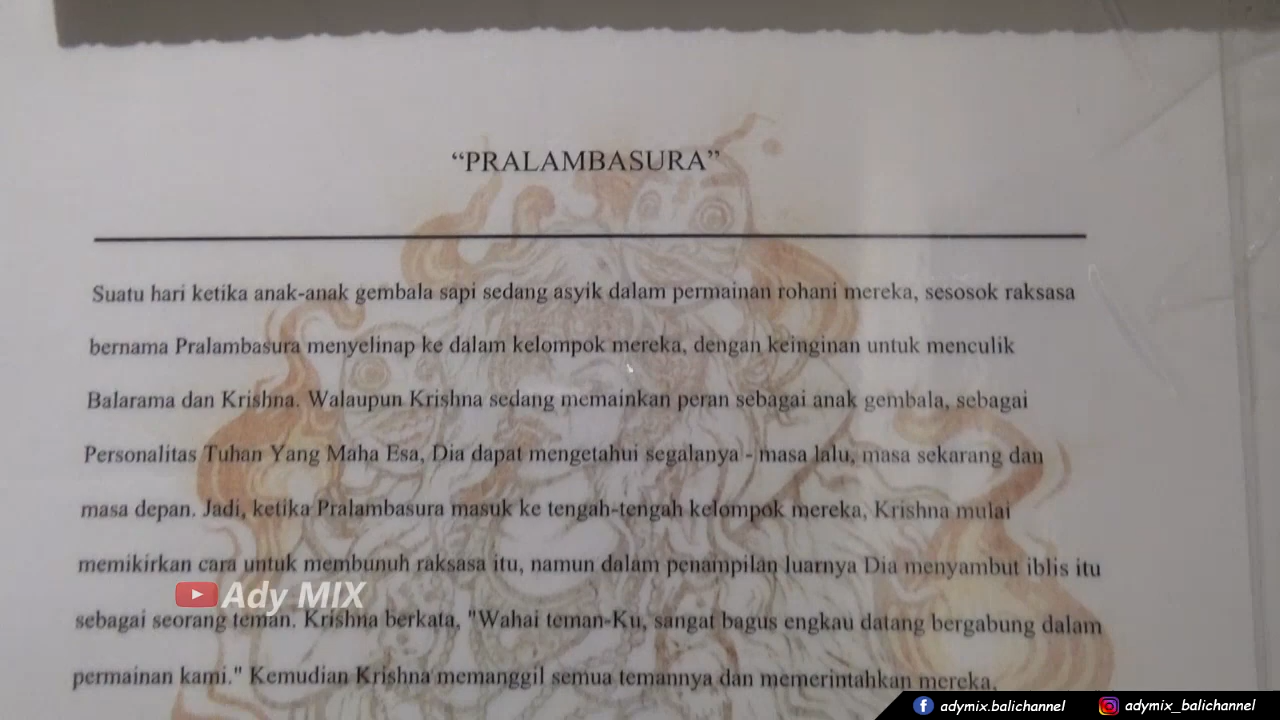 “PRALAMBASURA”
Suatu hari ketika anak-anak gembala sapi sedang asyik dalam permainan rohani mereka, sesosok raksasa
bernama Pralambasura menyelinap ke dalam kelompok mereka, dengan keinginan untuk menculik
Balarama dan Krishna. Walaupun Krishna sedang memainkan peran sebagai anak gembala, sebagai
Personalitas Tuhan Yang Maha Esa, Dia dapat mengetahui segalanya - masa lalu, masa sekarang dan
masa depan. Jadi, ketika Pralambasura masuk ke tengah-tengah kelompok mereka, Krishna mulai
memikirkan cara untuk membunuh raksasa itu, namun dalam penampilan luarnya Dia menyambut iblis itu
Ady MIX
sebagai seorang teman. Krishna berkata, "Wahai teman-Ku, sangat bagus engkau datang bergabung dalam
permainan kami." Kemudian Krishna memanggil semua temannya dan memerintahkan mereka,
adymix.balichannel
adymix_balichannel